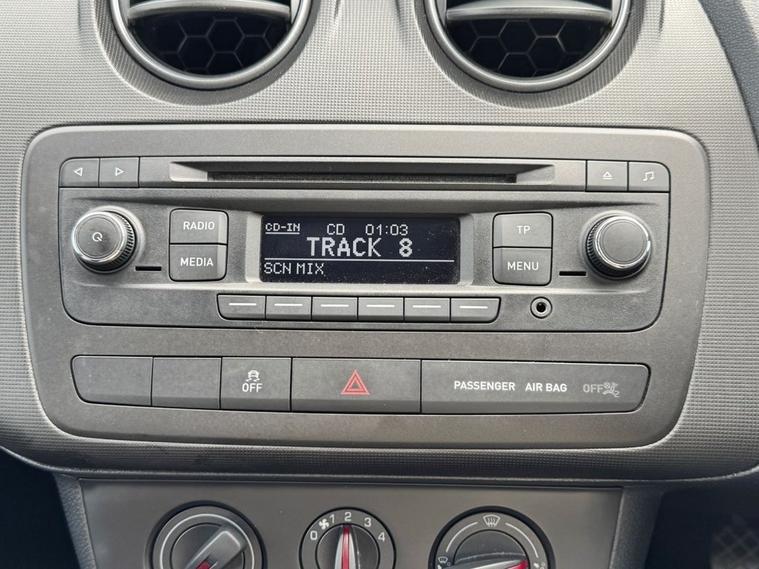 RADIO
MEDIA
CD-IN CD 01:03
TRACK 8
SCN MIX
TP
MENU
OFF
PASSENGER AIR BAG OFF
0 1 2 3 4